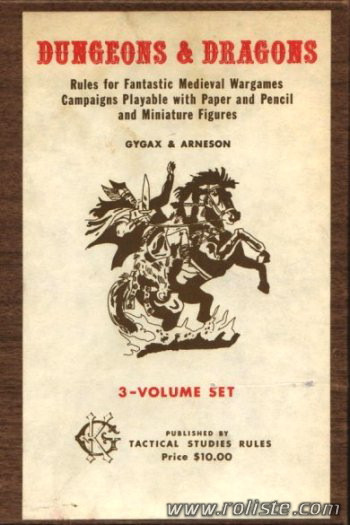 DUNGEONS & DRAGONS
Rules for Fantastic Medieval Wargames
Campaigns Playable with Paper and Pencil
and Miniature Figures
GYGAX & ARNESON
3-VOLUME SET
GK
PUBLISHED BY
TACTICAL STUDIES RULES
Price $10.00
www.roliste.com